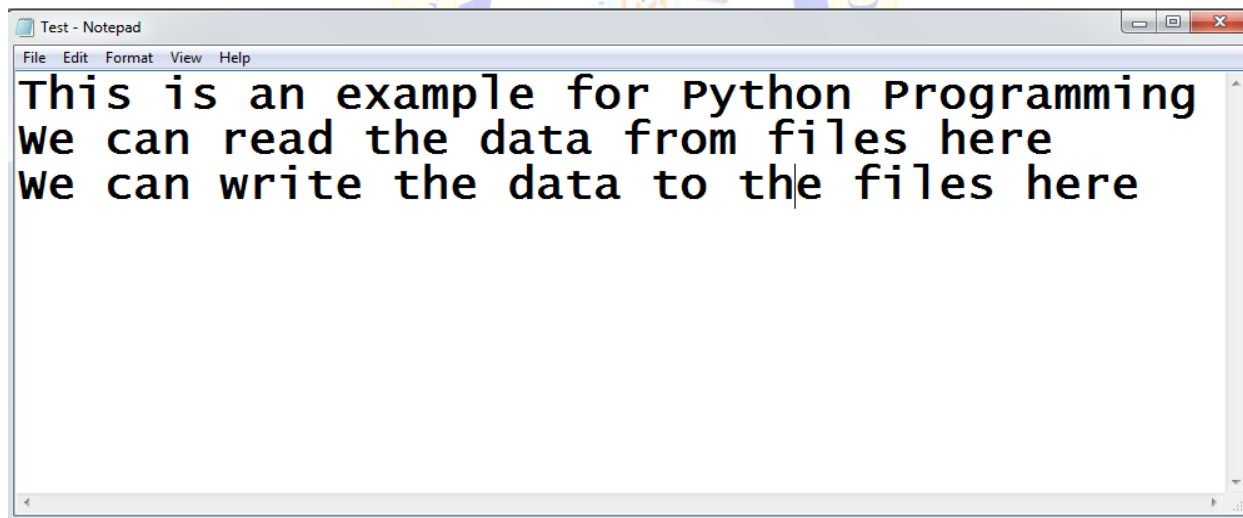 Test - Notepad
File Edit Format View Help
This is an example for Python Programming
We can read the data from files here
We can write the data to the files here